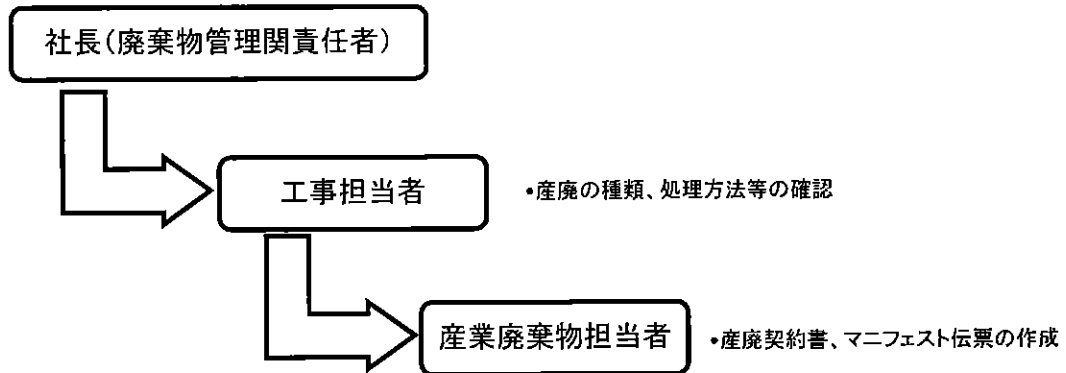 社長(廃棄物管理関責任者)
工事担当者
•産廃の種類、処理方法等の確認
産業廃棄物担当者
•産廃契約書、マニフェスト伝票の作成